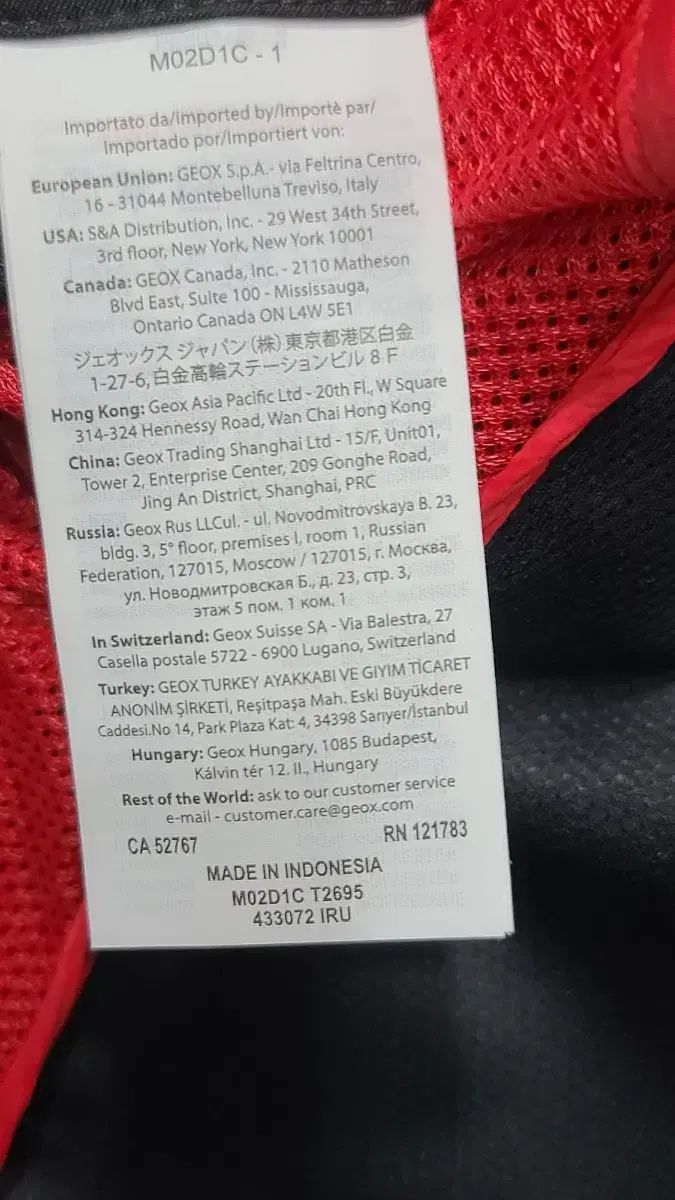 M02D1C - 1
Importato da/Imported by/Importè par/
Importado por/Importiert von:
European Union: GEOX S.p.A.- via Feltrina Centro,
16 - 31044 Montebelluna Treviso, Italy
USA: S&A Distribution, Inc. - 29 West 34th Street,
3rd floor, New York, New York 10001
Canada: GEOX Canada, Inc. - 2110 Matheson
Blvd East, Suite 100 - Mississauga,
Ontario Canada ON L4W 5E1
ジェオックス ジャパン(株)東京都港区白金
1-27-6,白金高輪ステーションビル 8 F
Hong Kong: Geox Asia Pacific Ltd - 20th Fl., W Square
314-324 Hennessy Road, Wan Chai Hong Kong
China: Geox Trading Shanghai Ltd - 15/F, Unit01,
Tower 2, Enterprise Center, 209 Gonghe Road,
Jing An District, Shanghai, PRC
Russia: Geox Rus LLCul. - ul. Novodmitrovskaya B. 23,
bldg. 3, 5° floor, premises I, room 1, Russian
Federation, 127015, Moscow / 127015, г. Москва,
ул. Новодмитровская Б., д. 23, стр. 3,
этаж 5 пом. 1 ком. 1
In Switzerland: Geox Suisse SA - Via Balestra, 27
Casella postale 5722 - 6900 Lugano, Switzerland
Turkey: GEOX TURKEY AYAKKABI VE GIYIM TİCARET
ANONİM ŞİRKETİ, Reşitpaşa Mah. Eski Büyükdere
Caddesi.No 14, Park Plaza Kat: 4, 34398 Sarıyer/İstanbul
Hungary: Geox Hungary, 1085 Budapest,
Kálvin tér 12. II., Hungary
Rest of the World: ask to our customer service
e-mail - customer.care@geox.com
CA 52767 RN 121783
MADE IN INDONESIA
M02D1C T2695
433072 IRU